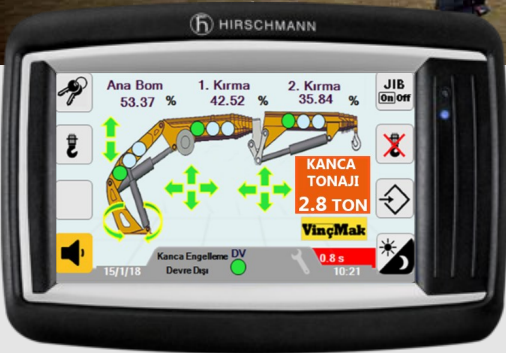 HIRSCHMANN
Ana Bom 1. Kırma 2. Kırma
53.37 % 42.52 % 35.84 %
JIB
On Off
KANCA
TONAJI
2.8 TON
VinçMak
Kanca Engelleme DV
Devre Dışı
0.8 s
15/1/18
10:21